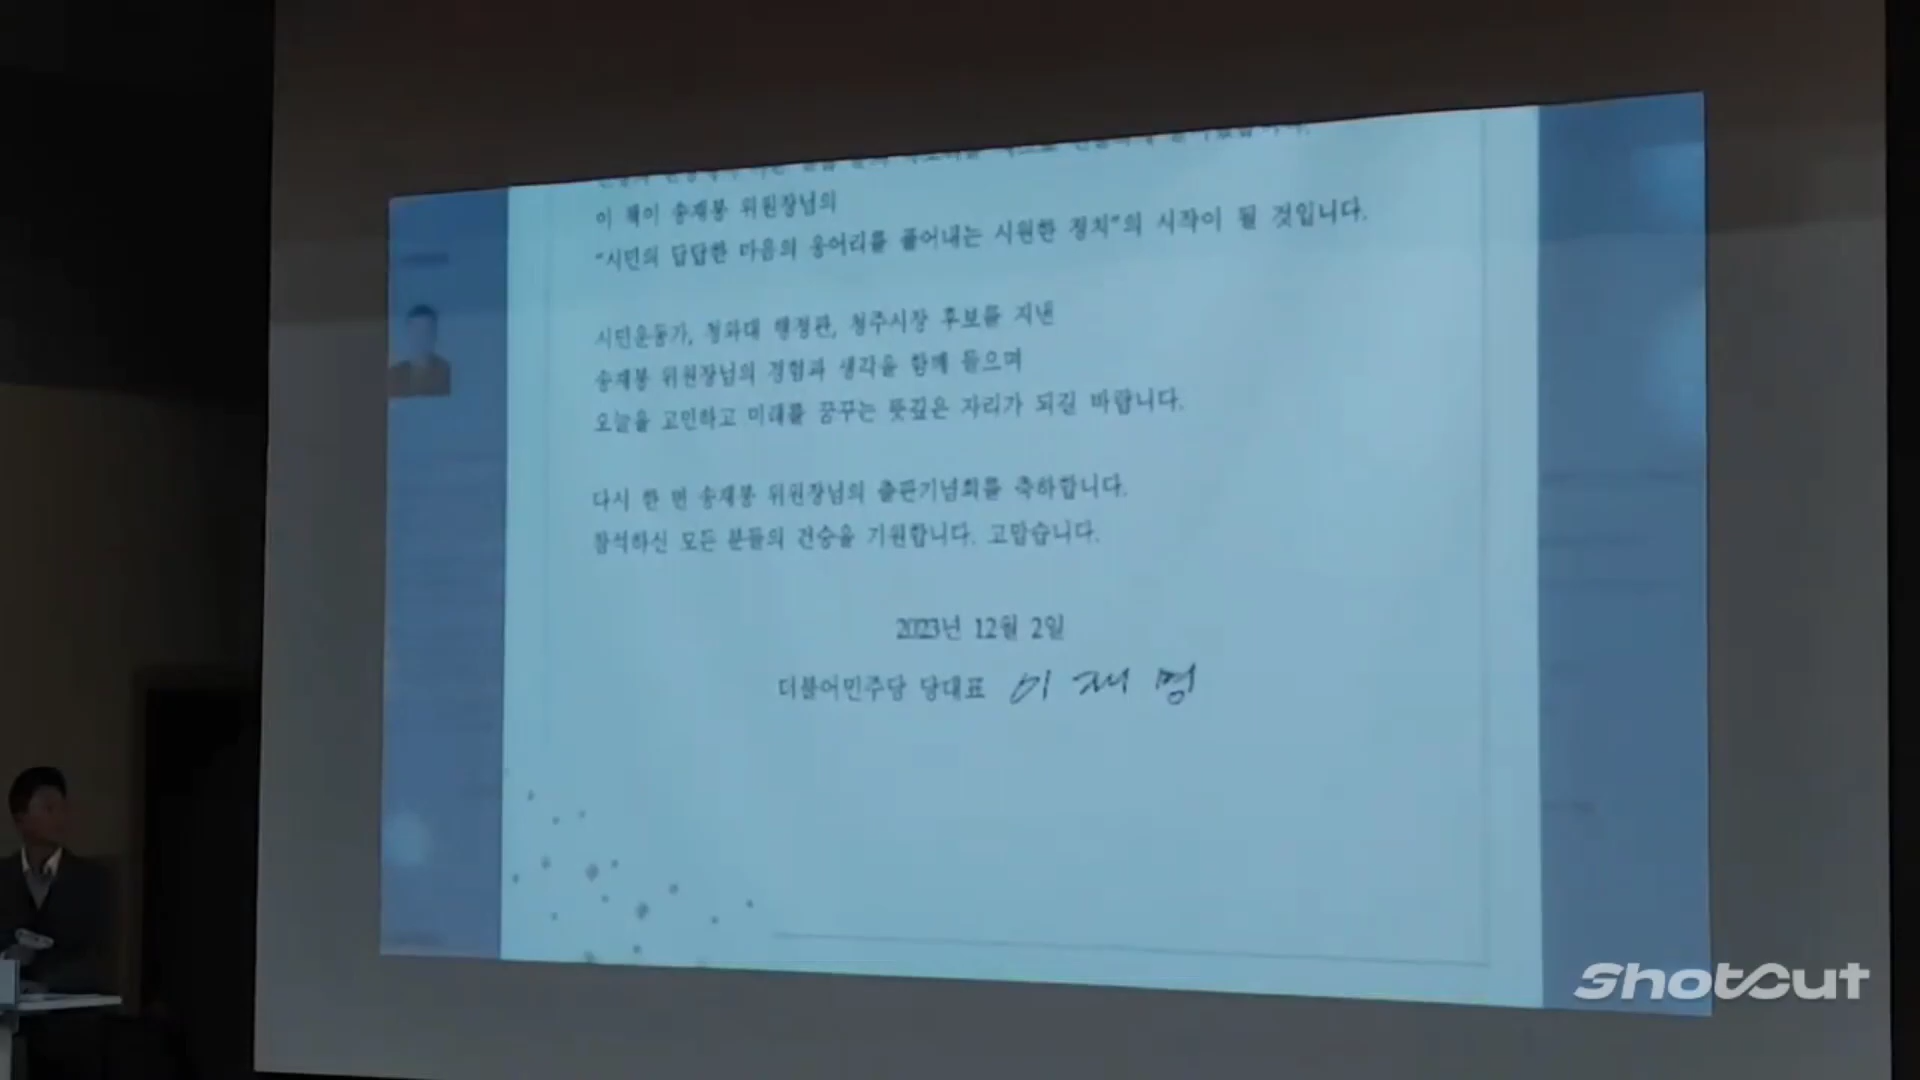 이 책이 송재봉 위원장님의
"시민의 답답한 마음의 응어리를 풀어내는 시원한 정치"의 시작이 될 것입니다.
시민운동가, 청와대 행정관, 청주시장 후보를 지낸
송재봉 위원장님의 경험과 생각을 함께 들으며
오늘을 고민하고 미래를 꿈꾸는 뜻깊은 자리가 되길 바랍니다.
다시 한 번 송재봉 위원장님의 출판기념회를 축하합니다.
참석하신 모든 분들의 건승을 기원합니다. 고맙습니다.
2023년 12월 2일
더불어민주당 당대표 이재명
ShotCut